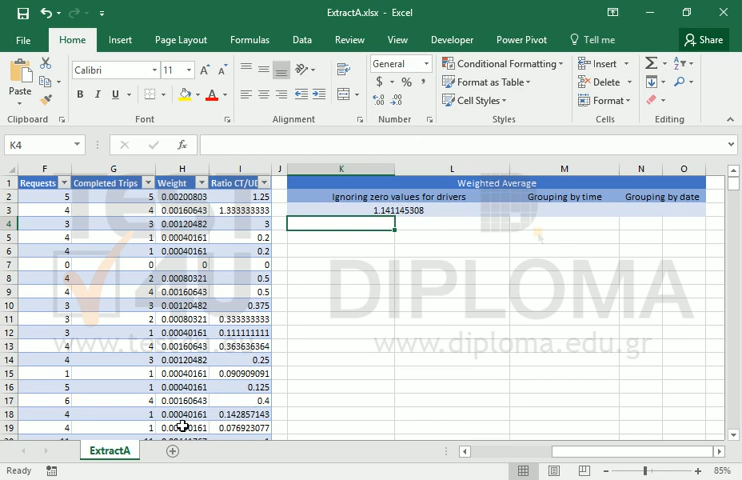 ExtractA.xlsx - Excel
File Home Insert Page Layout Formulas Data Review View Developer Power Pivot Tell me Share
Paste Calibri 11 General Conditional Formatting Insert
B I U $ % , Format as Table Delete
Cell Styles Format
Clipboard Font Alignment Number Styles Cells Editing
K4 fx
F G H I J K L M N O
1 Requests Completed Trips Weight Ratio CT/UD Weighted Average
2 5 5 0.00200803 1.25 Ignoring zero values for drivers Grouping by time Grouping by date
3 4 4 0.00160643 1.333333333 1.141145308
4 3 3 0.00120482 3
5 4 1 0.00040161 0.2
6 4 1 0.00040161 0.2
7 0 0 0 0
8 4 2 0.00080321 0.5
9 4 4 0.00160643 0.5
10 3 3 0.00120482 0.375
11 3 2 0.00080321 0.333333333
12 3 1 0.00040161 0.111111111
13 4 4 0.00160643 0.363636364
14 4 3 0.00120482 0.25
15 1 1 0.00040161 0.090909091
16 5 1 0.00040161 0.125
17 6 4 0.00160643 0.4
18 4 1 0.00040161 0.142857143
19 4 1 0.00040161 0.076923077
DIPLOMA
www.diploma.edu.gr
ExtractA
Ready 85%